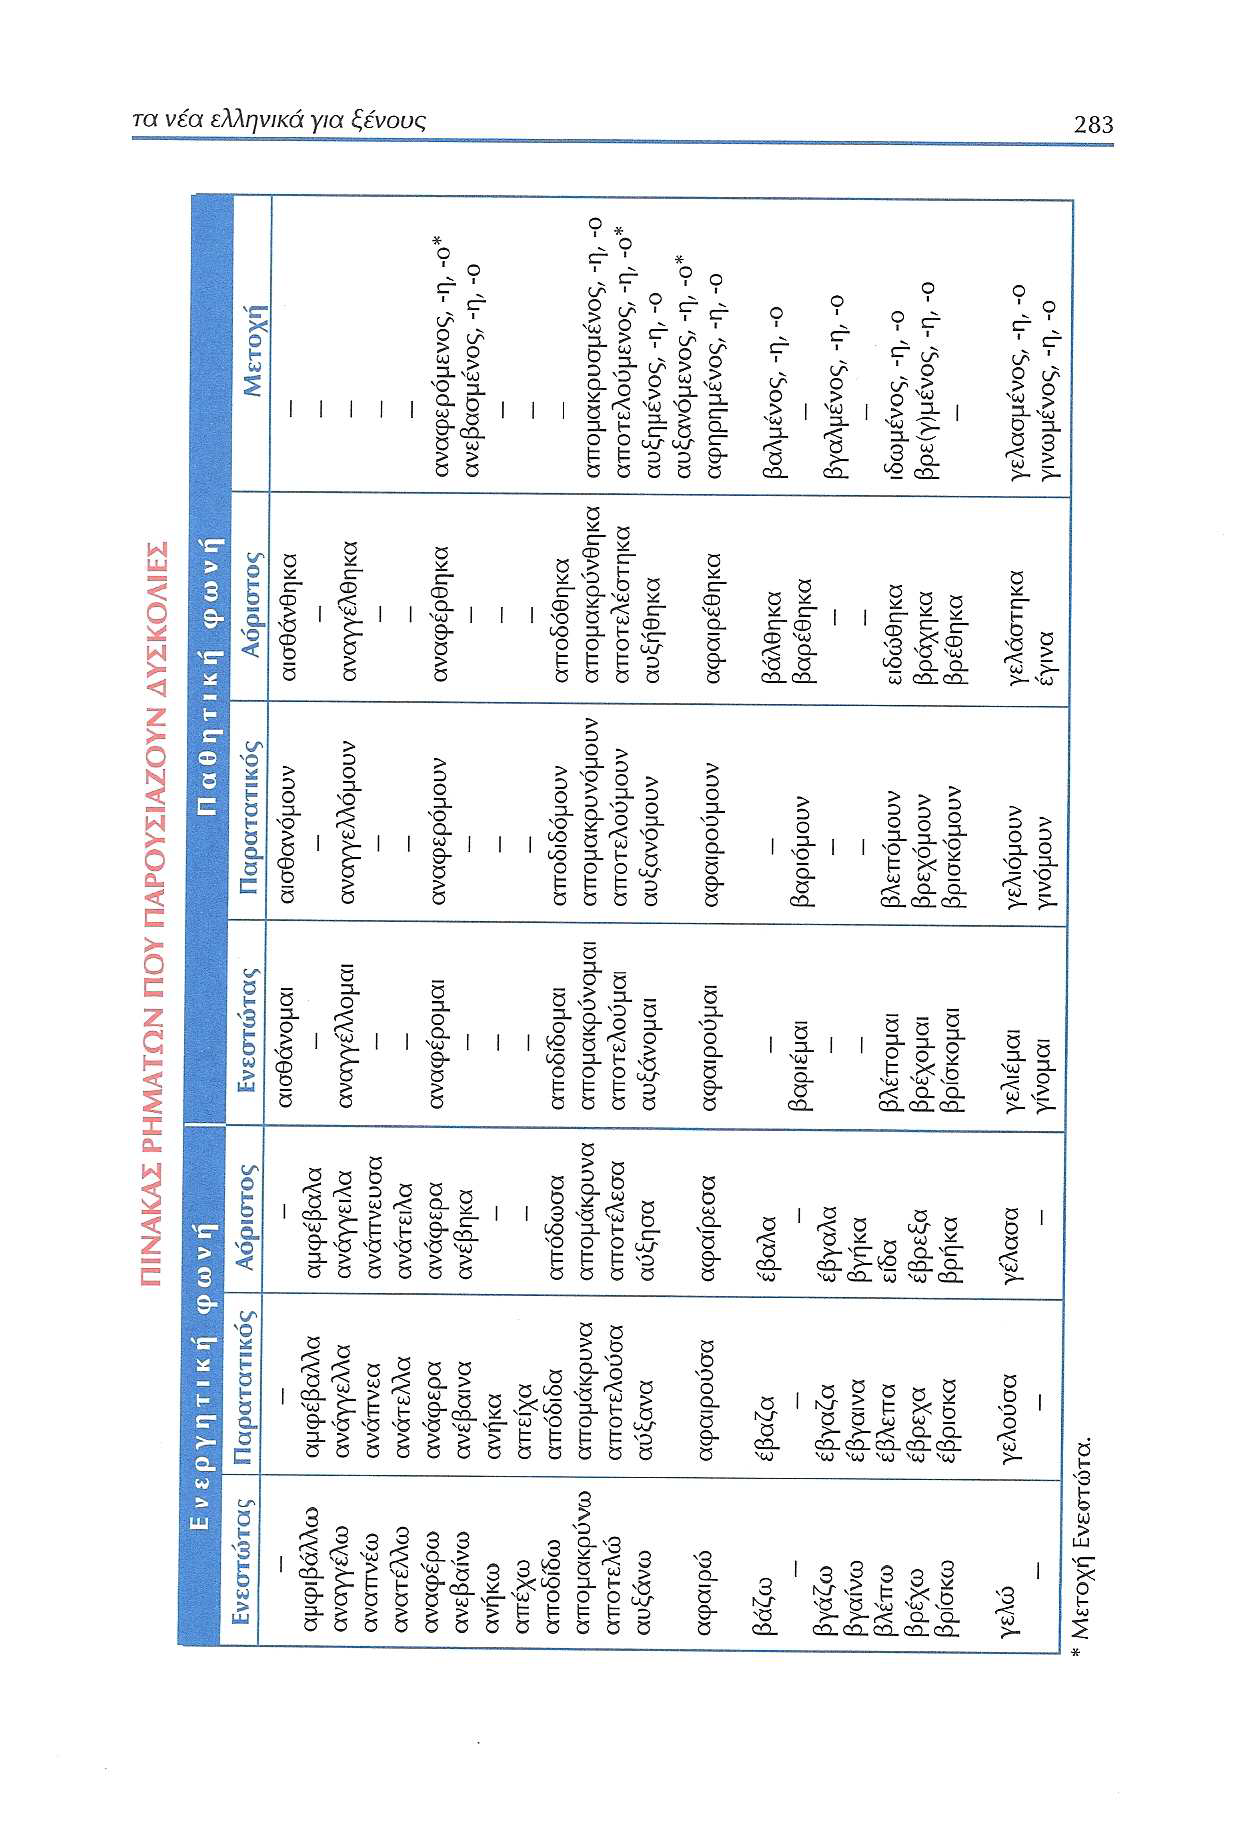 τα νέα ελληνικά για ξένους 283
ΠΙΝΑΚΑΣ ΡΗΜΑΤΩΝ ΠΟΥ ΠΑΡΟΥΣΙΑΖΟΥΝ ΔΥΣΚΟΛΙΕΣ
Ενεργητική φωνή Παθητική φωνή
Ενεστώτας Παρατατικός Αόριστος Ενεστώτας Παρατατικός Αόριστος Μετοχή
– – – αισθάνομαι αισθανόμουν αισθάνθηκα –
αμφιβάλλω αμφέβαλλα αμφέβαλα – – – –
αναγγέλω ανάγγελλα ανάγγειλα αναγγέλλομαι αναγγελλόμουν αναγγέλθηκα –
αναπνέω ανάπνεα ανάπνευσα – – – –
ανατέλλω ανάτελλα ανάτειλα – – – –
αναφέρω ανάφερα ανάφερα αναφέρομαι αναφερόμουν αναφέρθηκα αναφερόμενος, -η, -ο*
ανεβαίνω ανέβαινα ανέβηκα – – – ανεβασμένος, -η, -ο
ανήκω ανήκα – – – – –
απέχω απείχα – – – – –
αποδίδω απόδιδα απόδωσα αποδίδομαι αποδιδόμουν αποδόθηκα –
απομακρύνω απομάκρυνα απομάκρυνα απομακρύνομαι απομακρυνόμουν απομακρύνθηκα απομακρυσμένος, -η, -ο
αποτελώ αποτελούσα αποτέλεσα αποτελούμαι αποτελούμουν αποτελέστηκα αποτελούμενος, -η, -ο*
αυξάνω αύξανα αύξησα αυξάνομαι αυξανόμουν αυξήθηκα αυξημένος, -η, -ο
αυξανόμενος, -η, -ο*
αφαιρώ αφαιρούσα αφαίρεσα αφαιρούμαι αφαιρούμουν αφαιρέθηκα αφηρημένος, -η, -ο
βάζω έβαζα έβαλα – – βάλθηκα βαλμένος, -η, -ο
– – – βαριέμαι βαριόμουν βαρέθηκα –
βγάζω έβγαζα έβγαλα – – – βγαλμένος, -η, -ο
βγαίνω έβγαινα βγήκα – – – –
βλέπω έβλεπα είδα βλέπομαι βλεπόμουν ειδώθηκα ιδωμένος, -η, -ο
βρέχω έβρεχα έβρεξα βρέχομαι βρεχόμουν βράχηκα βρε(γ)μένος, -η, -ο
βρίσκω έβρισκα βρήκα βρίσκομαι βρισκόμουν βρέθηκα –
γελώ γελούσα γέλασα γελιέμαι γελιόμουν γελάστηκα γελασμένος, -η, -ο
– – – γίνομαι γινόμουν έγινα γινωμένος, -η, -ο
* Μετοχή Ενεστώτα.